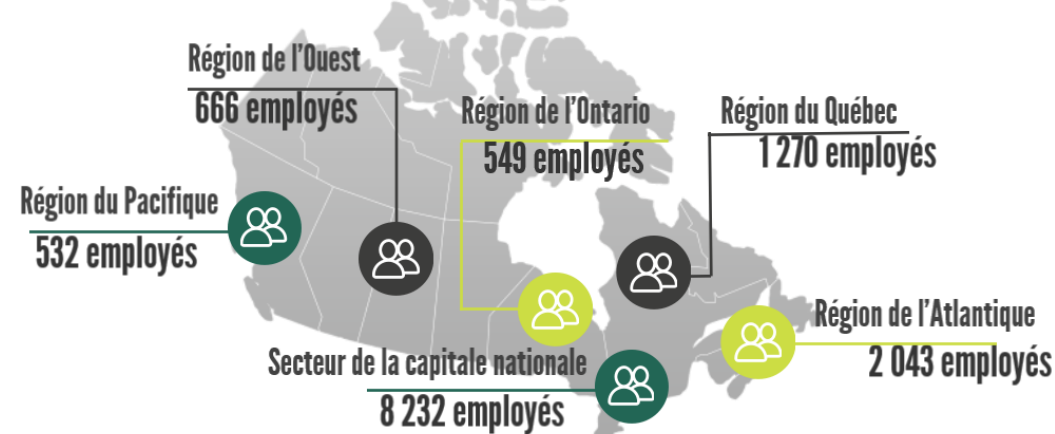 Région de l'Ouest
666 employés
Région de l'Ontario
549 employés
Région du Québec
1 270 employés
Région du Pacifique
532 employés
Région de l'Atlantique
2 043 employés
Secteur de la capitale nationale
8 232 employés